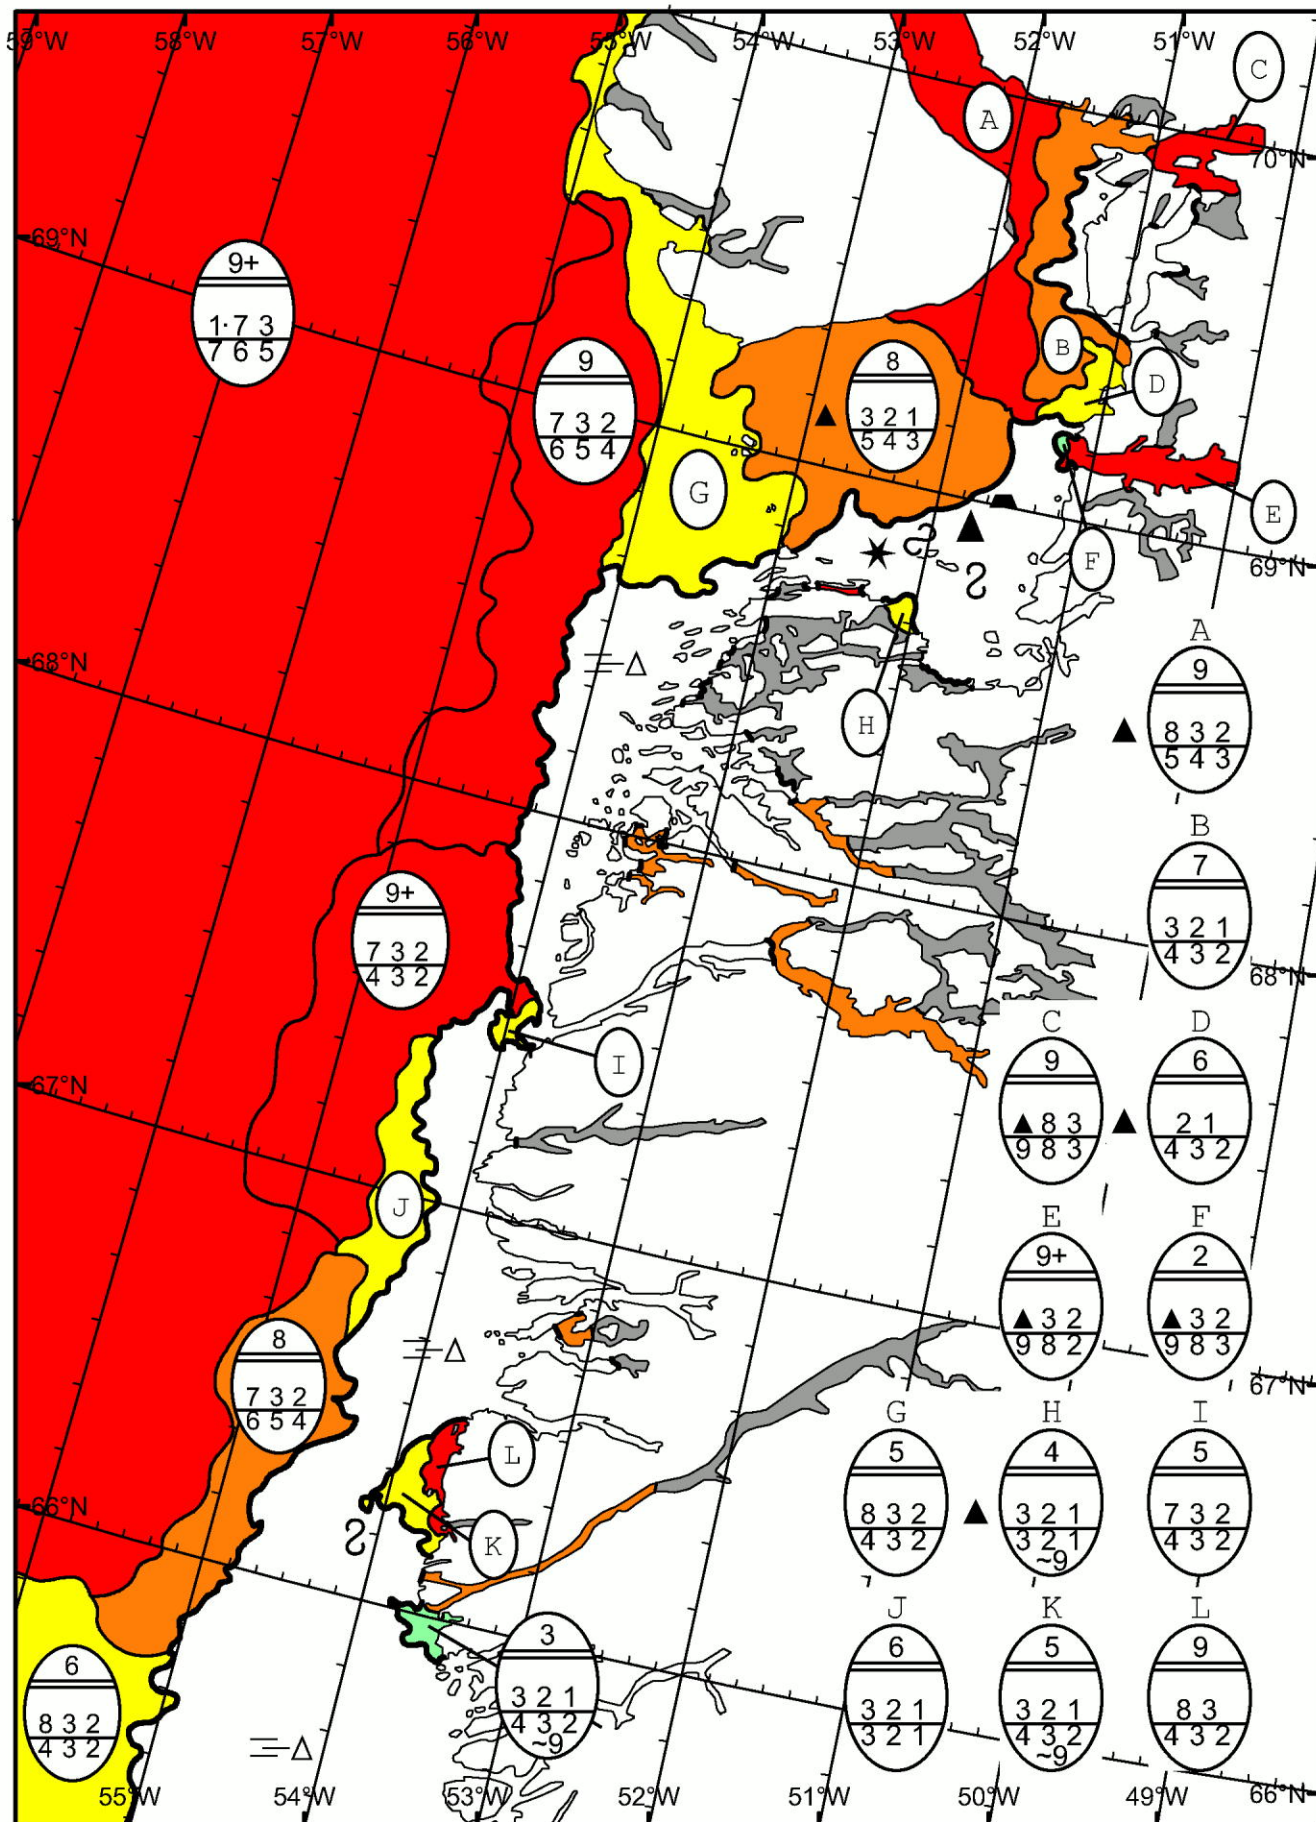 59°W 58°W 57°W 56°W 55°W 54°W 53°W 52°W 51°W
C
A
70°N
69°N
9+
1·7 3
7 6 5
9
7 3 2
6 5 4
8
3 2 1
5 4 3
B
D
G
E
F
69°N
68°N
H
A
9
8 3 2
5 4 3
B
7
3 2 1
4 3 2
9+
7 3 2
4 3 2
68°N
I
C
9
8 3
9 8 3
D
6
2 1
4 3 2
67°N
J
E
9+
3 2
9 8 2
F
2
3 2
9 8 3
8
7 3 2
6 5 4
67°N
L
K
G
5
8 3 2
4 3 2
H
4
3 2 1
3 2 1
~9
I
5
7 3 2
4 3 2
66°N
6
8 3 2
4 3 2
3
3 2 1
4 3 2
~9
J
6
3 2 1
3 2 1
K
5
3 2 1
4 3 2
~9
L
9
8 3
4 3 2
55°W 54°W 53°W 52°W 51°W 50°W 49°W 66°N